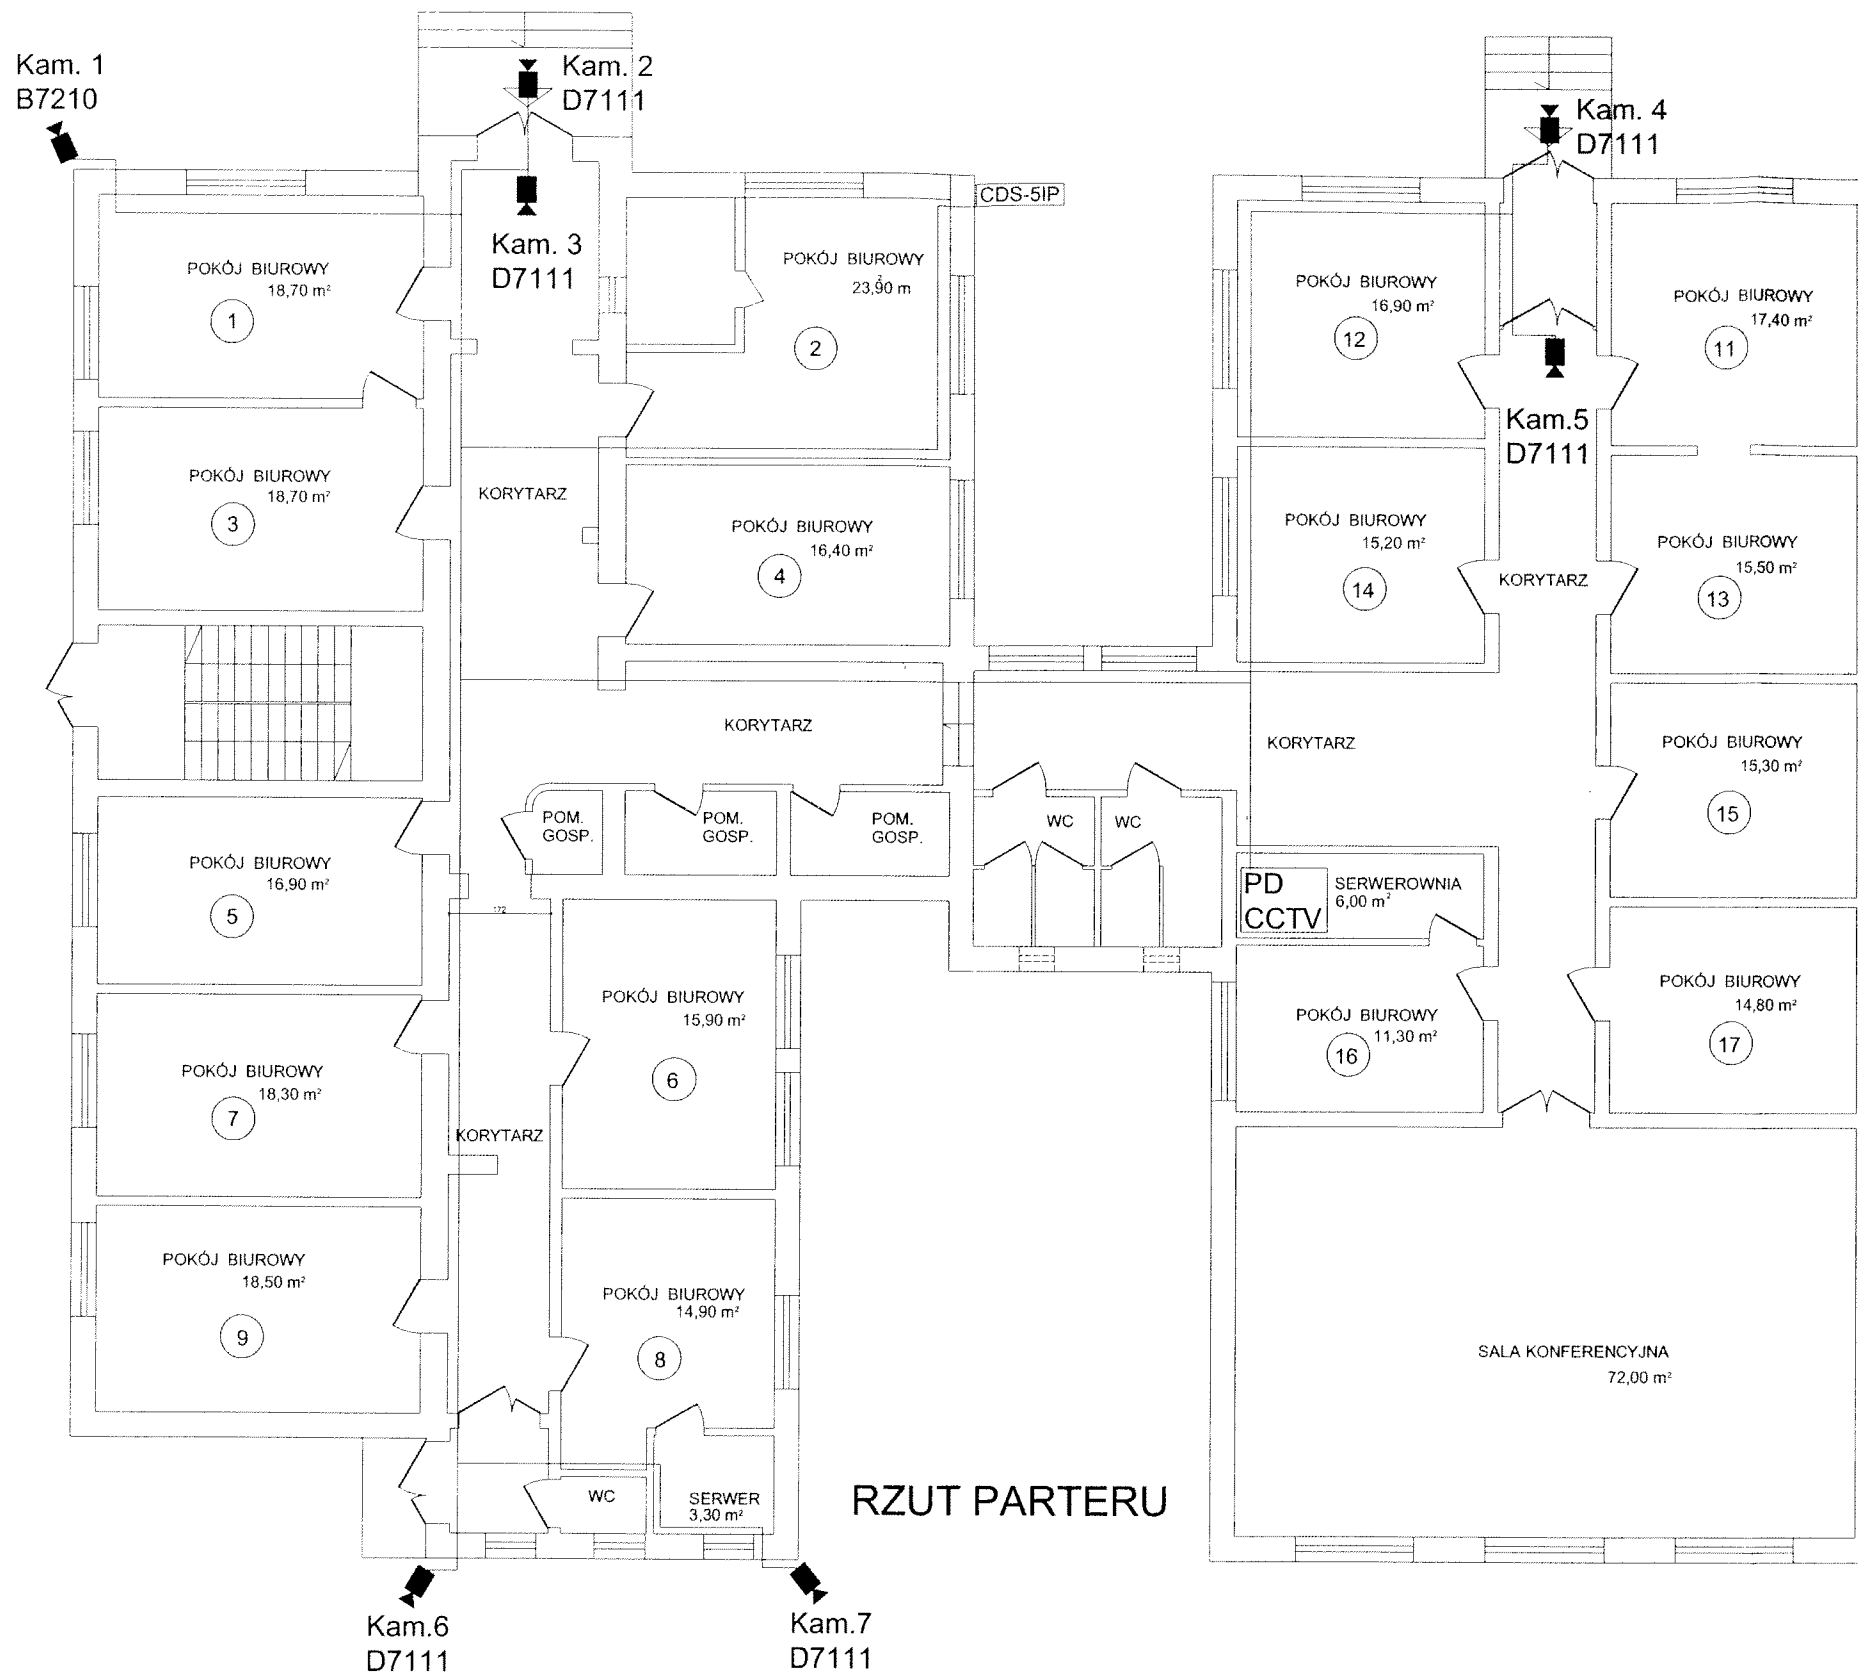 Kam. 1
B7210
Kam. 2
D7111
Kam. 4
D7111
CDS-5IP
Kam. 3
D7111
POKÓJ BIUROWY
18,70 m²
1
POKÓJ BIUROWY
23,90 m²
2
POKÓJ BIUROWY
16,90 m²
12
POKÓJ BIUROWY
17,40 m²
11
Kam.5
D7111
POKÓJ BIUROWY
18,70 m²
3
KORYTARZ
POKÓJ BIUROWY
16,40 m²
4
POKÓJ BIUROWY
15,20 m²
14
KORYTARZ
POKÓJ BIUROWY
15,50 m²
13
KORYTARZ
KORYTARZ
POKÓJ BIUROWY
15,30 m²
15
POM.
GOSP.
POM.
GOSP.
POM.
GOSP.
WC
WC
POKÓJ BIUROWY
16,90 m²
5
172
PD
CCTV
SERWEROWNIA
6,00 m²
POKÓJ BIUROWY
15,90 m²
6
POKÓJ BIUROWY
11,30 m²
16
POKÓJ BIUROWY
14,80 m²
17
POKÓJ BIUROWY
18,30 m²
7
KORYTARZ
POKÓJ BIUROWY
18,50 m²
9
POKÓJ BIUROWY
14,90 m²
8
SALA KONFERENCYJNA
72,00 m²
WC
SERWER
3,30 m²
RZUT PARTERU
Kam.6
D7111
Kam.7
D7111